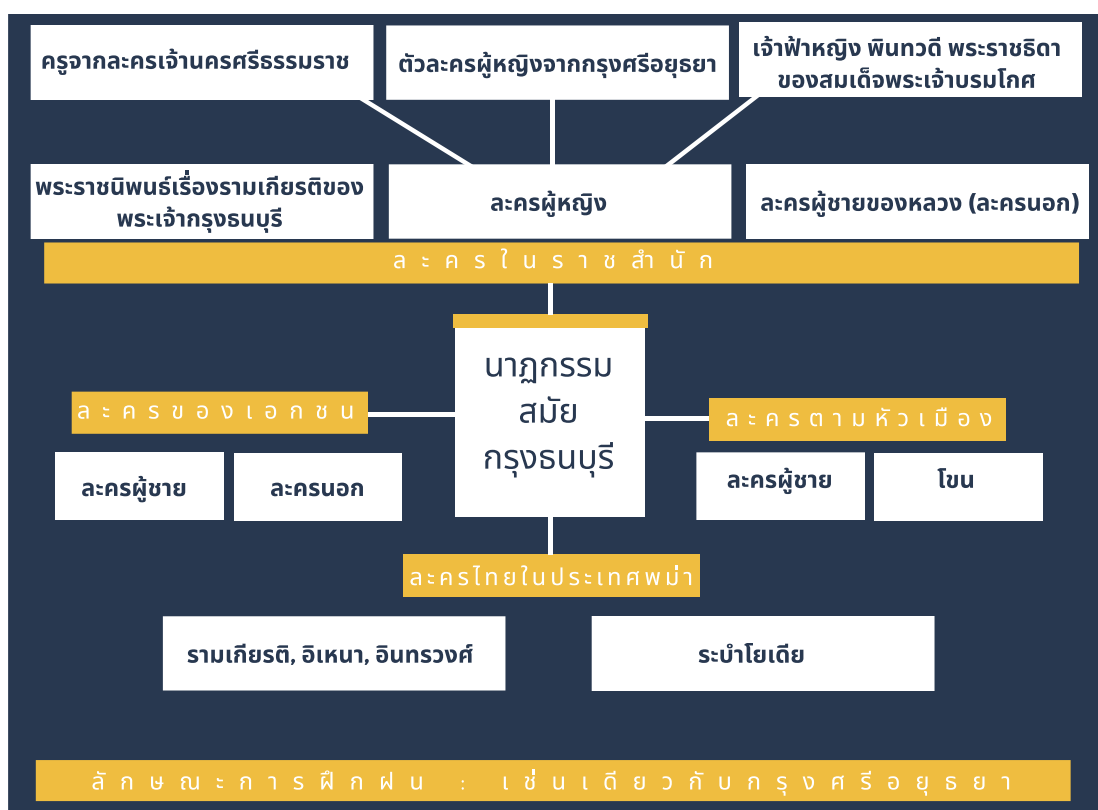 ครูจากละครเจ้านครศรีธรรมราช
ตัวละครผู้หญิงจากกรุงศรีอยุธยา
เจ้าฟ้าหญิง พินทวดี พระราชธิดา
ของสมเด็จพระเจ้าบรมโกศ
พระราชนิพนธ์เรื่องรามเกียรติของ
พระเจ้ากรุงธนบุรี
ละครผู้หญิง
ละครผู้ชายของหลวง (ละครนอก)
ละครในราชสำนัก
นาฏกรรม
สมัย
กรุงธนบุรี
ละครของเอกชน
ละครผู้ชาย
ละครนอก
ละครตามหัวเมือง
ละครผู้ชาย
โขน
ละครไทยในประเทศพม่า
รามเกียรติ, อิเหนา, อินทรวงศ์
ระบำโยเดีย
ลักษณะการฝึกฝน : เช่นเดียวกับกรุงศรีอยุธยา